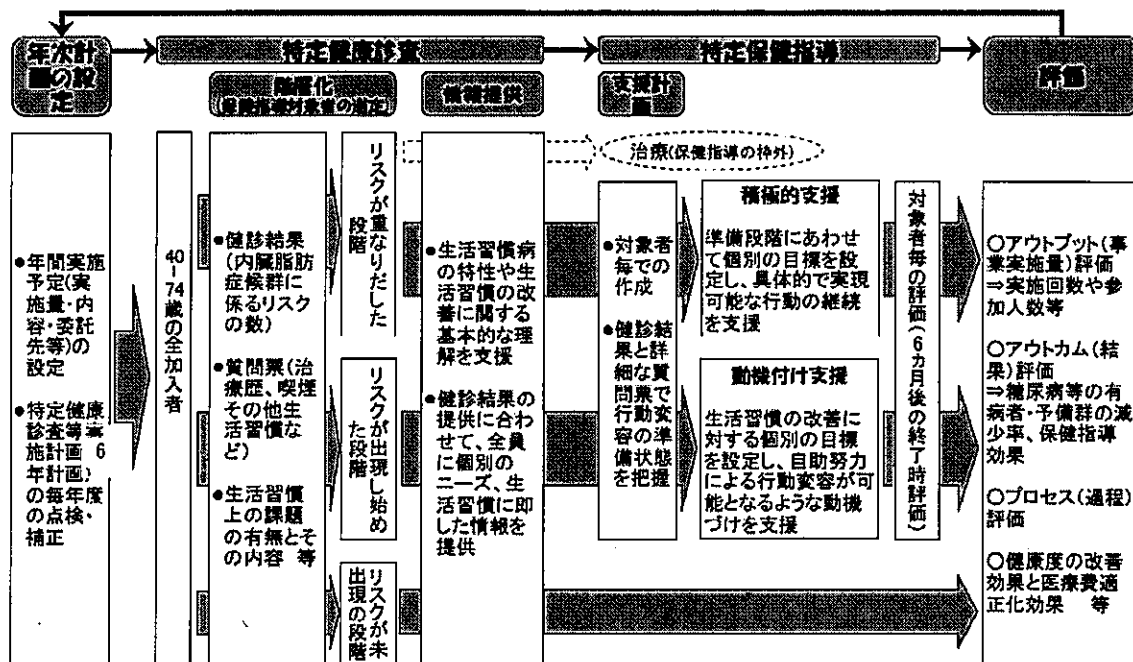 年次計
画の設
定
特定健康診査
特定保健指導
評価
階層化
(保健指導対象者の選定)
情報提供
支援計
画
●年間実施
予定(実
施量・内
容・委託
先等)の
設定
●特定健康
診査等実
施計画 6
年計画)
の毎年度
の点検・
補正
40-74歳の全加入者
●健診結果
(内臓脂肪
症候群に
係るリスク
の数)
●質問票(治
療歴、喫煙
その他生
活習慣な
ど)
●生活習慣
上の課題
の有無とそ
の内容 等
リスクが重なりだした
段階
リスクが出現し始め
た段階
リスクが未
出現の段階
●生活習慣病
の特性や生
活習慣の改
善に関する
基本的な理
解を支援
●健診結果の
提供に合わ
せて、全員
に個別の
ニーズ、生
活習慣に即
した情報を
提供
治療(保健指導の枠外)
●対象者
毎での
作成
●健診結
果と詳
細な質
問票で
行動変
容の準
備状態
を把握
積極的支援
準備段階にあわせ
て個別の目標を設
定し、具体的で実現
可能な行動の継続
を支援
動機付け支援
生活習慣の改善に
対する個別の目標
を設定し、自助努力
による行動変容が
可能となるような動機
づけを支援
対象者毎の評価(6カ月後の終了時評価)
○アウトプット(事
業実施量)評価
⇒実施回数や参
加人数等
○アウトカム(結
果)評価
⇒糖尿病等の有
病者・予備群の減
少率、保健指導
効果
○プロセス(過程)
評価
○健康度の改善
効果と医療費適
正化効果 等